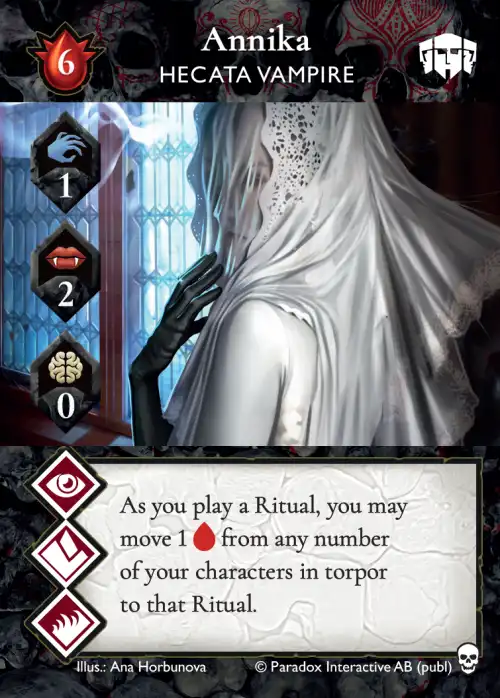 6
Annika
HECATA VAMPIRE
1
2
0
As you play a Ritual, you may
move 1 from any number
of your characters in torpor
to that Ritual.
Illus.: Ana Horbunova
© Paradox Interactive AB (publ)